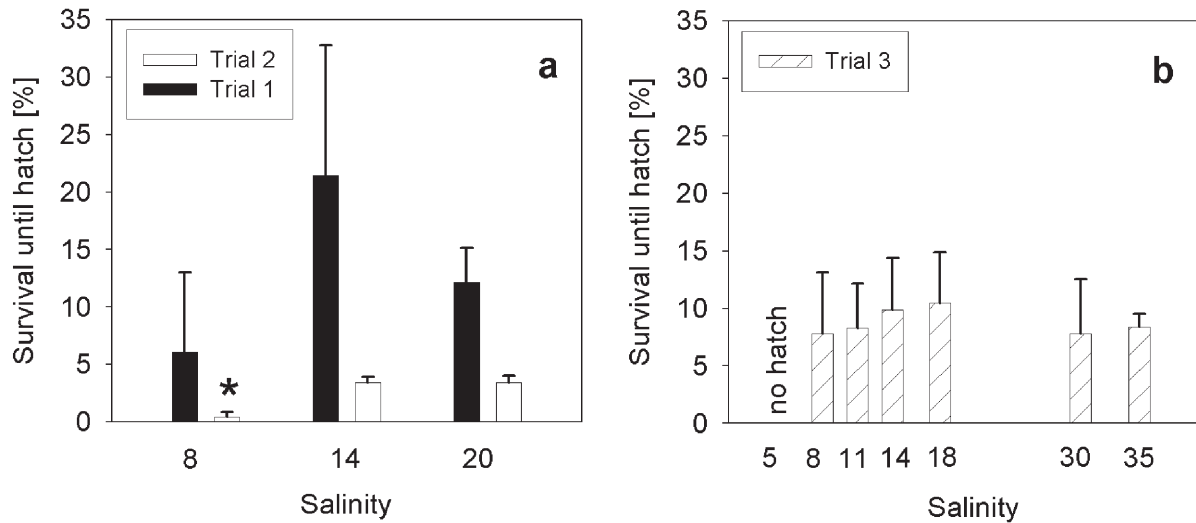 Survival until hatch [%]
35
30
25
20
15
10
5
0
Trial 2
Trial 1
a
*
8 14 20
Salinity
Survival until hatch [%]
35
30
25
20
15
10
5
0
Trial 3
b
no hatch
5 8 11 14 18 30 35
Salinity